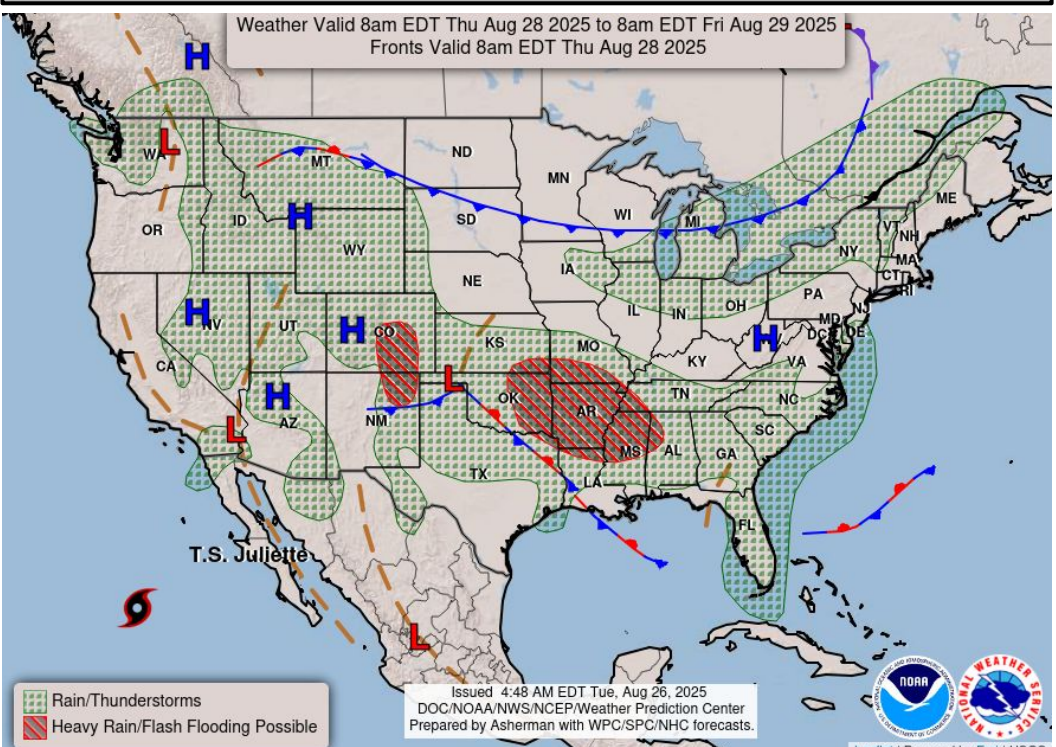 Weather Valid 8am EDT Thu Aug 28 2025 to 8am EDT Fri Aug 29 2025
Fronts Valid 8am EDT Thu Aug 28 2025
H
L
WA
MT
ND
MN
ME
OR
ID
H
WY
SD
WI
MI
VT
NH
NY
MA
CT
RI
H
NV
UT
H
CO
NE
IA
IL
IN
OH
PA
NJ
MD
DE
DC
H
VA
CA
KS
MO
KY
H
AZ
NM
L
OK
AR
TN
NC
L
TX
LA
MS
AL
GA
SC
FL
T.S. Juliette
L
Rain/Thunderstorms
Heavy Rain/Flash Flooding Possible
Issued 4:48 AM EDT Tue, Aug 26, 2025
DOC/NOAA/NWS/NCEP/Weather Prediction Center
Prepared by Asherman with WPC/SPC/NHC forecasts.
NOAA
NATIONAL WEATHER SERVICE